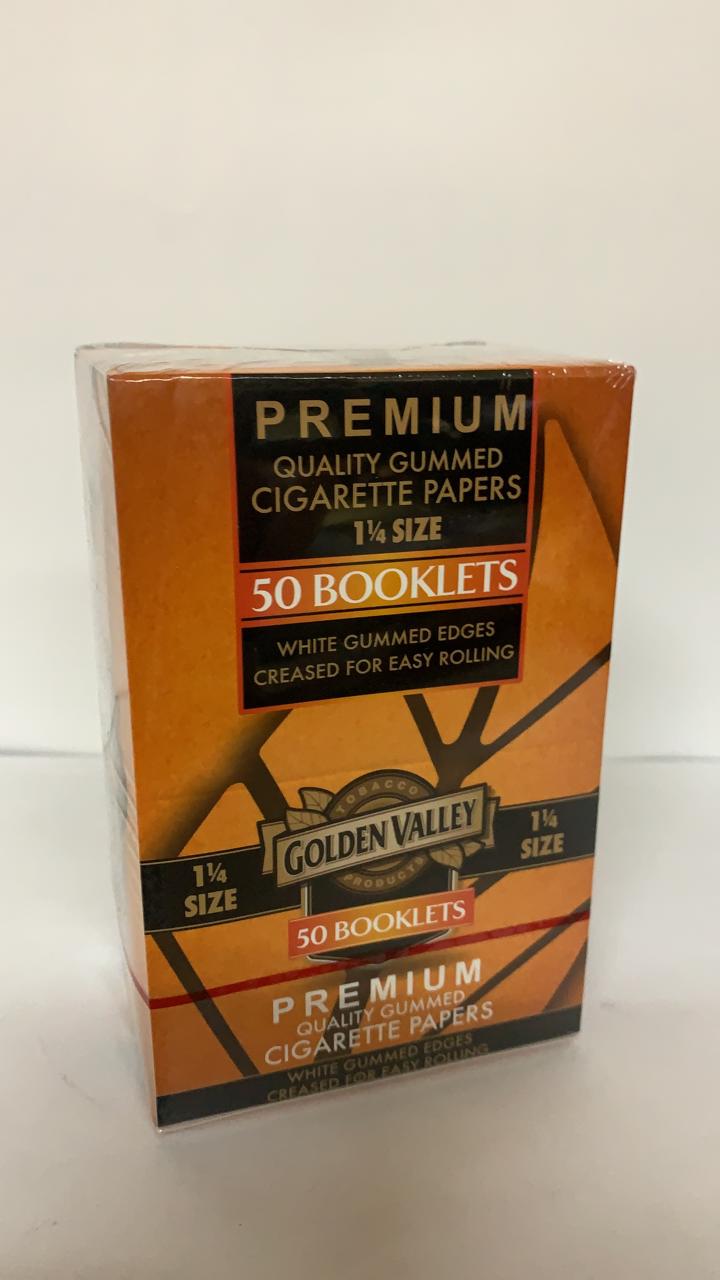 PREMIUM
QUALITY GUMMED
CIGARETTE PAPERS
1¼ SIZE
50 BOOKLETS
WHITE GUMMED EDGES
CREASED FOR EASY ROLLING
TOBACCO
GOLDEN VALLEY
PRODUCTS
1¼
SIZE
1¼
SIZE
50 BOOKLETS
PREMIUM
QUALITY GUMMED
CIGARETTE PAPERS
WHITE GUMMED EDGES
CREASED FOR EASY ROLLING